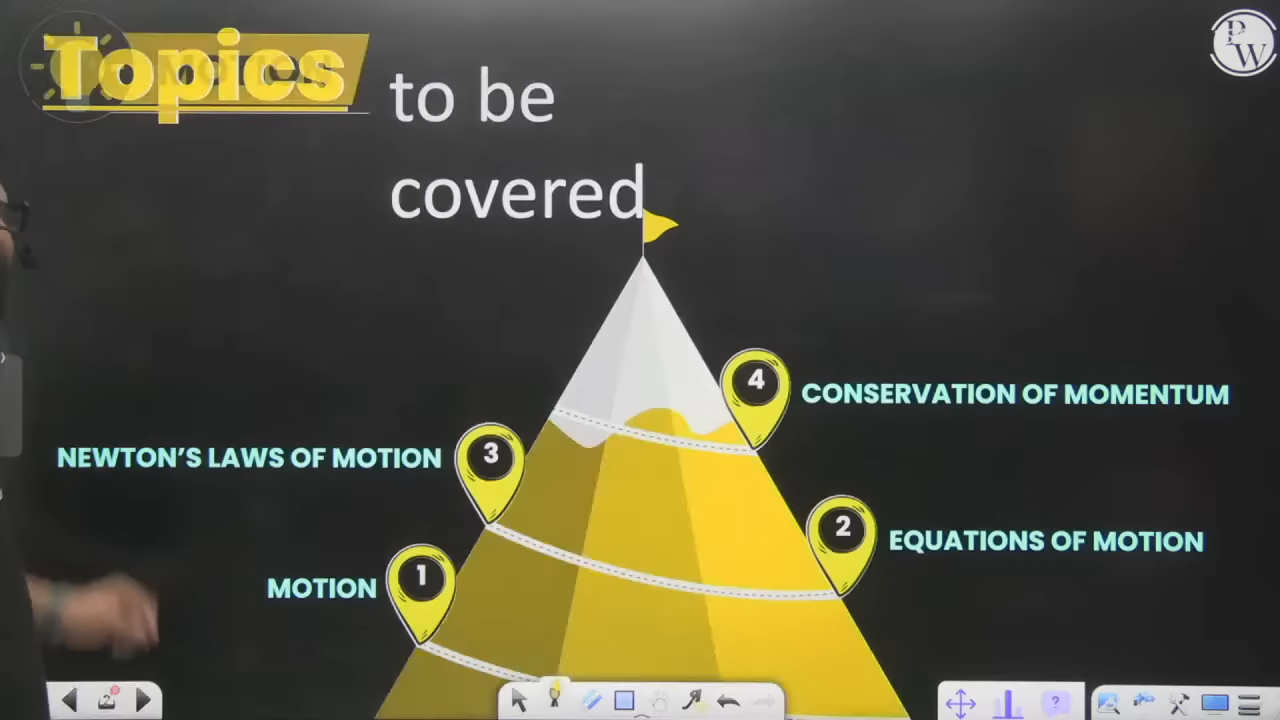 Topics
to be
covered
PW
4
CONSERVATION OF MOMENTUM
3
NEWTON'S LAWS OF MOTION
2
EQUATIONS OF MOTION
1
MOTION
?